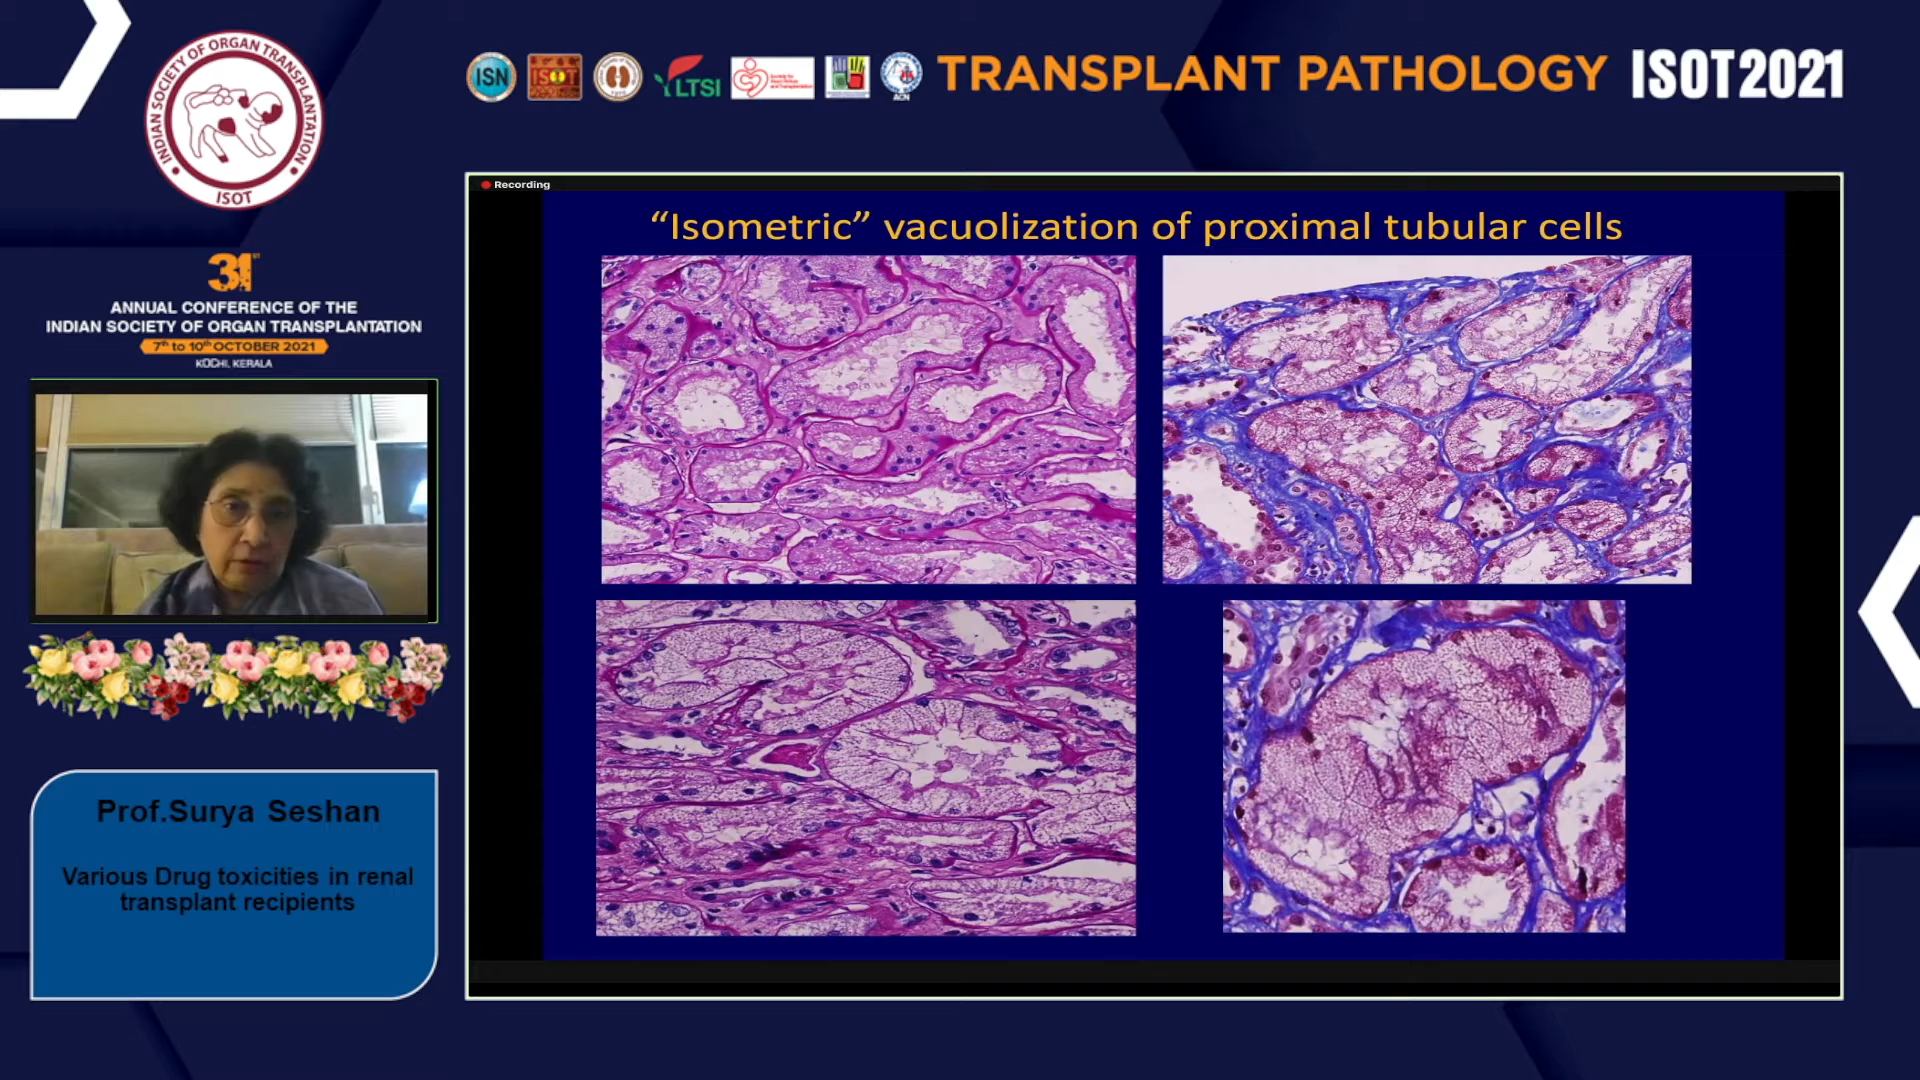 INDIAN SOCIETY OF ORGAN TRANSPLANTATION
ISOT
ISN
ISOT
LTSI
ACN
TRANSPLANT PATHOLOGY ISOT2021
31ST
ANNUAL CONFERENCE OF THE
INDIAN SOCIETY OF ORGAN TRANSPLANTATION
7th to 10th OCTOBER 2021
KOCHI, KERALA
Recording
“Isometric” vacuolization of proximal tubular cells
Prof.Surya Seshan
Various Drug toxicities in renal
transplant recipients